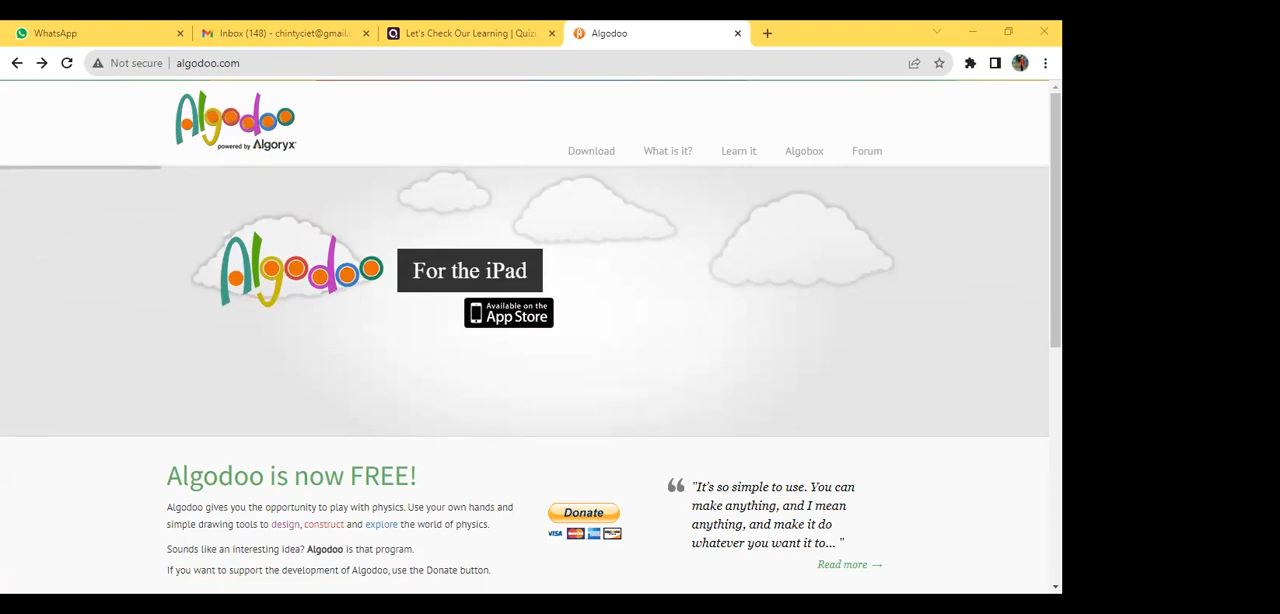 WhatsApp
Inbox (148) - chintyciet@gmail.
Let's Check Our Learning | Quizi
Algodoo
Not secure | algodoo.com
Algodoo
powered by Algoryx
Download What is it? Learn it Algobox Forum
Algodoo
For the iPad
Available on the
App Store
Algodoo is now FREE!
Algodoo gives you the opportunity to play with physics. Use your own hands and
simple drawing tools to design, construct and explore the world of physics.
Sounds like an interesting idea? Algodoo is that program.
If you want to support the development of Algodoo, use the Donate button.
Donate
VISA
"It's so simple to use. You can
make anything, and I mean
anything, and make it do
whatever you want it to... "
Read more →